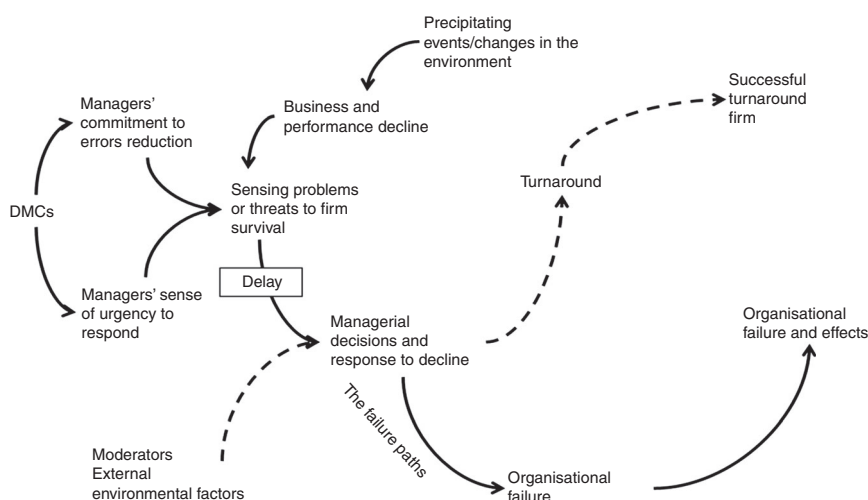 Precipitating
events/changes in the
environment
Successful
turnaround
firm
Managers’
commitment to
errors reduction
Business and
performance decline
Turnaround
DMCs
Sensing problems
or threats to firm
survival
Delay
Managers’ sense
of urgency to
respond
Managerial
decisions and
response to decline
Organisational
failure and effects
The failure paths
Moderators
External
environmental factors
Organisational
failure